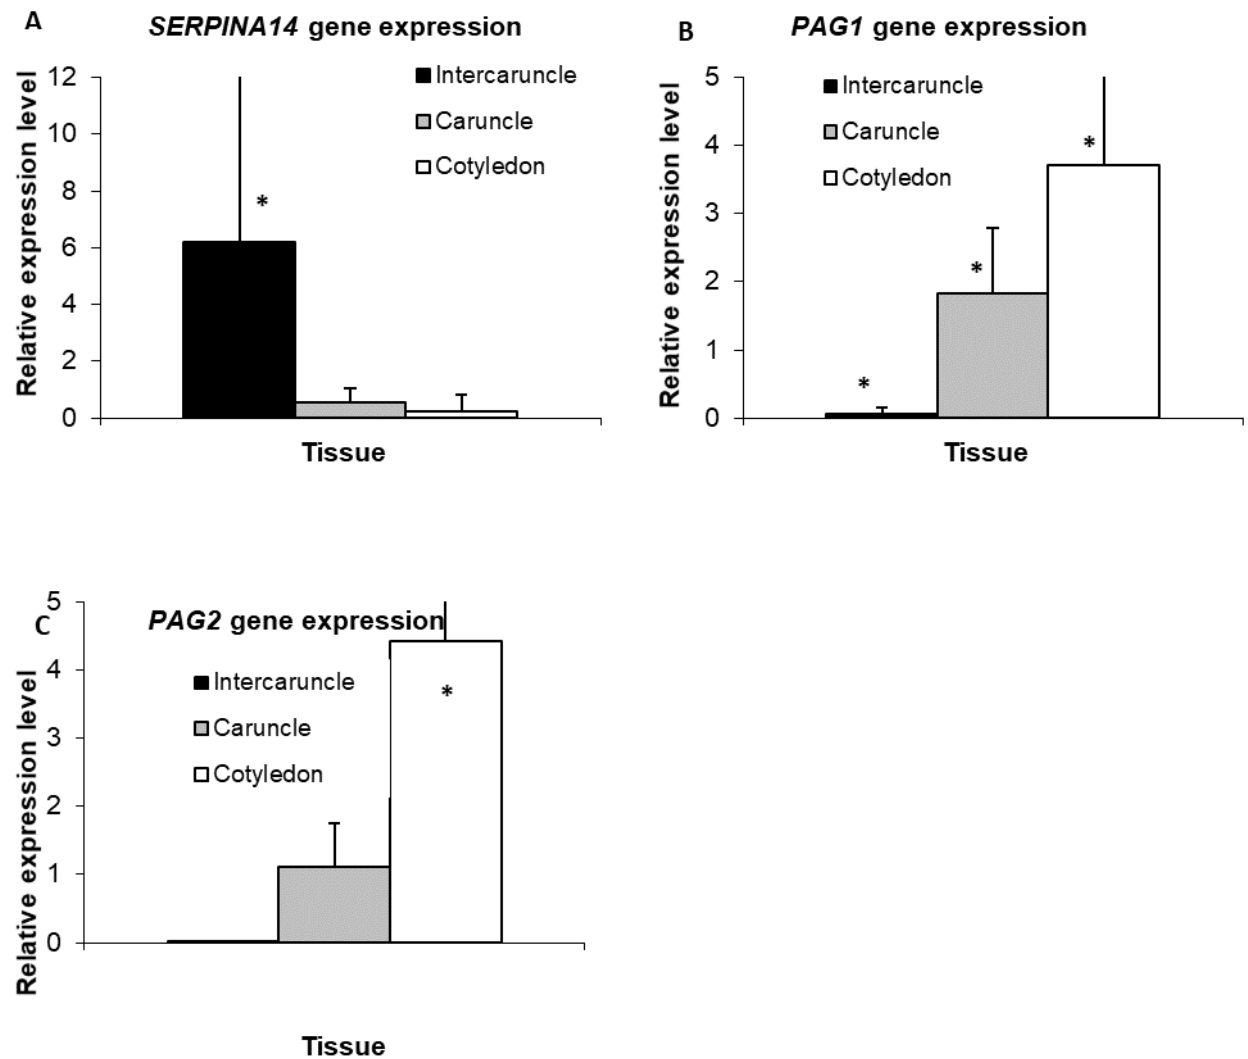 A
SERPINA14 gene expression
Relative expression level
12
10
8
6
4
2
0
Intercaruncle
Caruncle
Cotyledon
*
Tissue
B
PAG1 gene expression
Relative expression level
5
4
3
2
1
0
Intercaruncle
Caruncle
Cotyledon
*
*
*
Tissue
C
PAG2 gene expression
Relative expression level
5
4
3
2
1
0
Intercaruncle
Caruncle
Cotyledon
*
Tissue